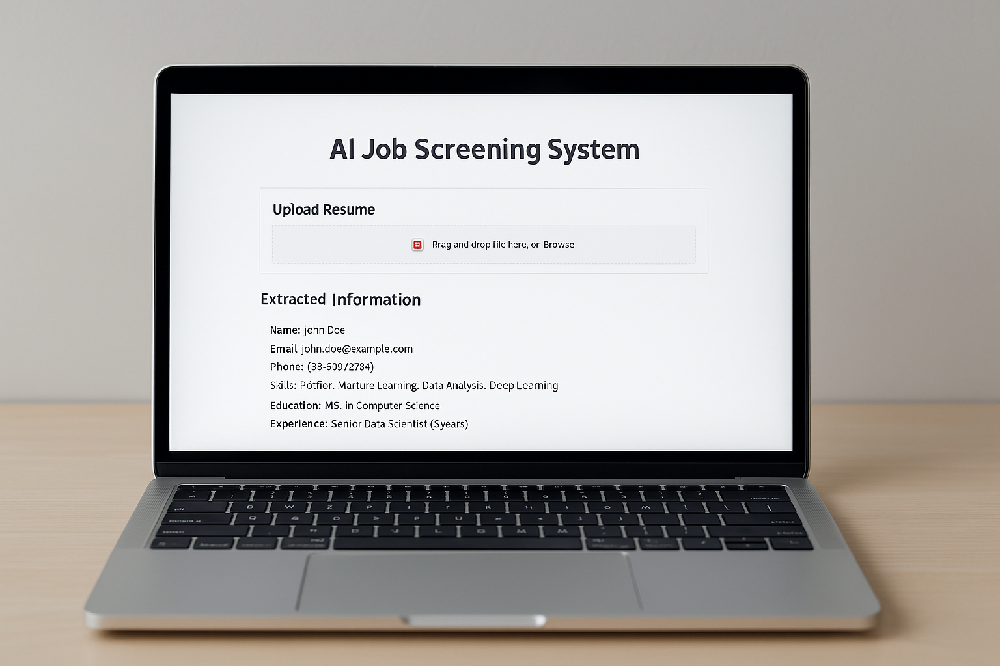 AI Job Screening System
Upload Resume
Rrag and drop file here, or Browse
Extracted Information
Name: john Doe
Email john.doe@example.com
Phone: (38-609/2734)
Skills: Pótfior. Marture Learning. Data Analysis. Deep Learning
Education: MS. in Computer Science
Experience: Senior Data Scientist (5years)